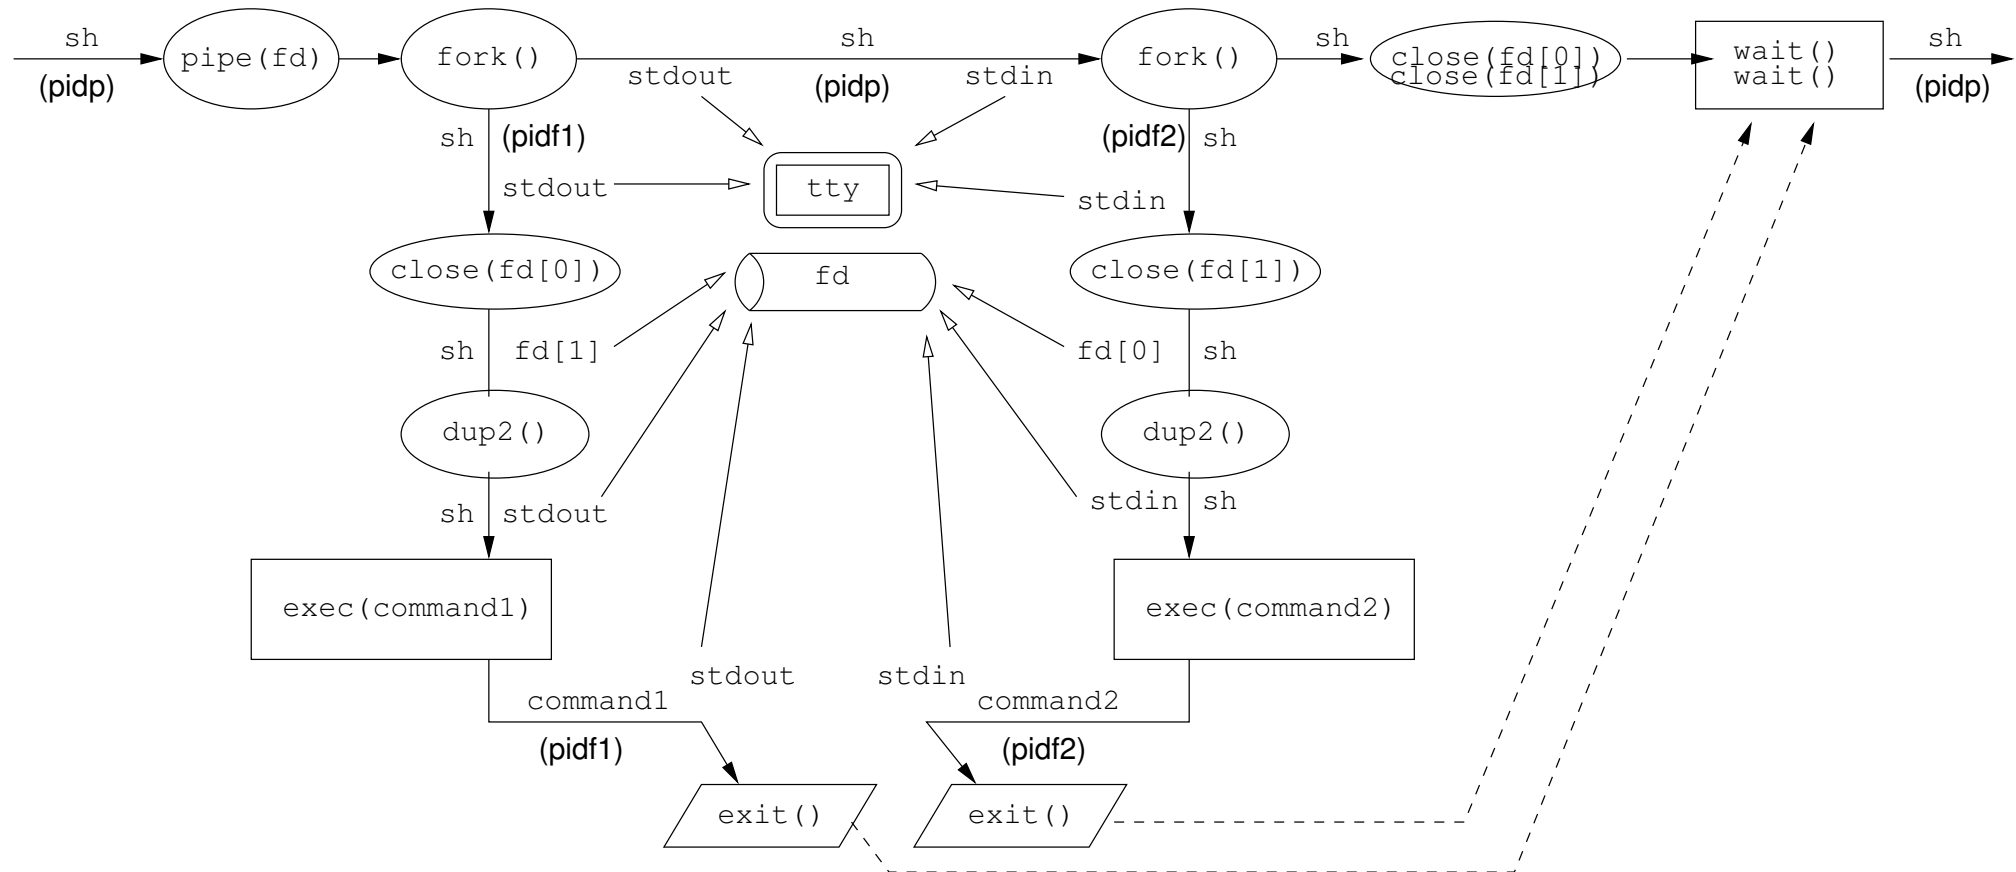 sh
sh
sh
sh
(pidp)
pipe(fd)
fork()
stdout
(pidp)
stdin
fork()
close(fd[0])
close(fd[1])
wait()
wait()
(pidp)
sh
(pidf1)
(pidf2)
sh
stdout
tty
stdin
close(fd[0])
fd
close(fd[1])
sh
fd[1]
fd[0]
sh
dup2()
dup2()
sh
stdout
stdin
sh
exec(command1)
exec(command2)
stdout
stdin
command1
command2
(pidf1)
(pidf2)
exit()
exit()